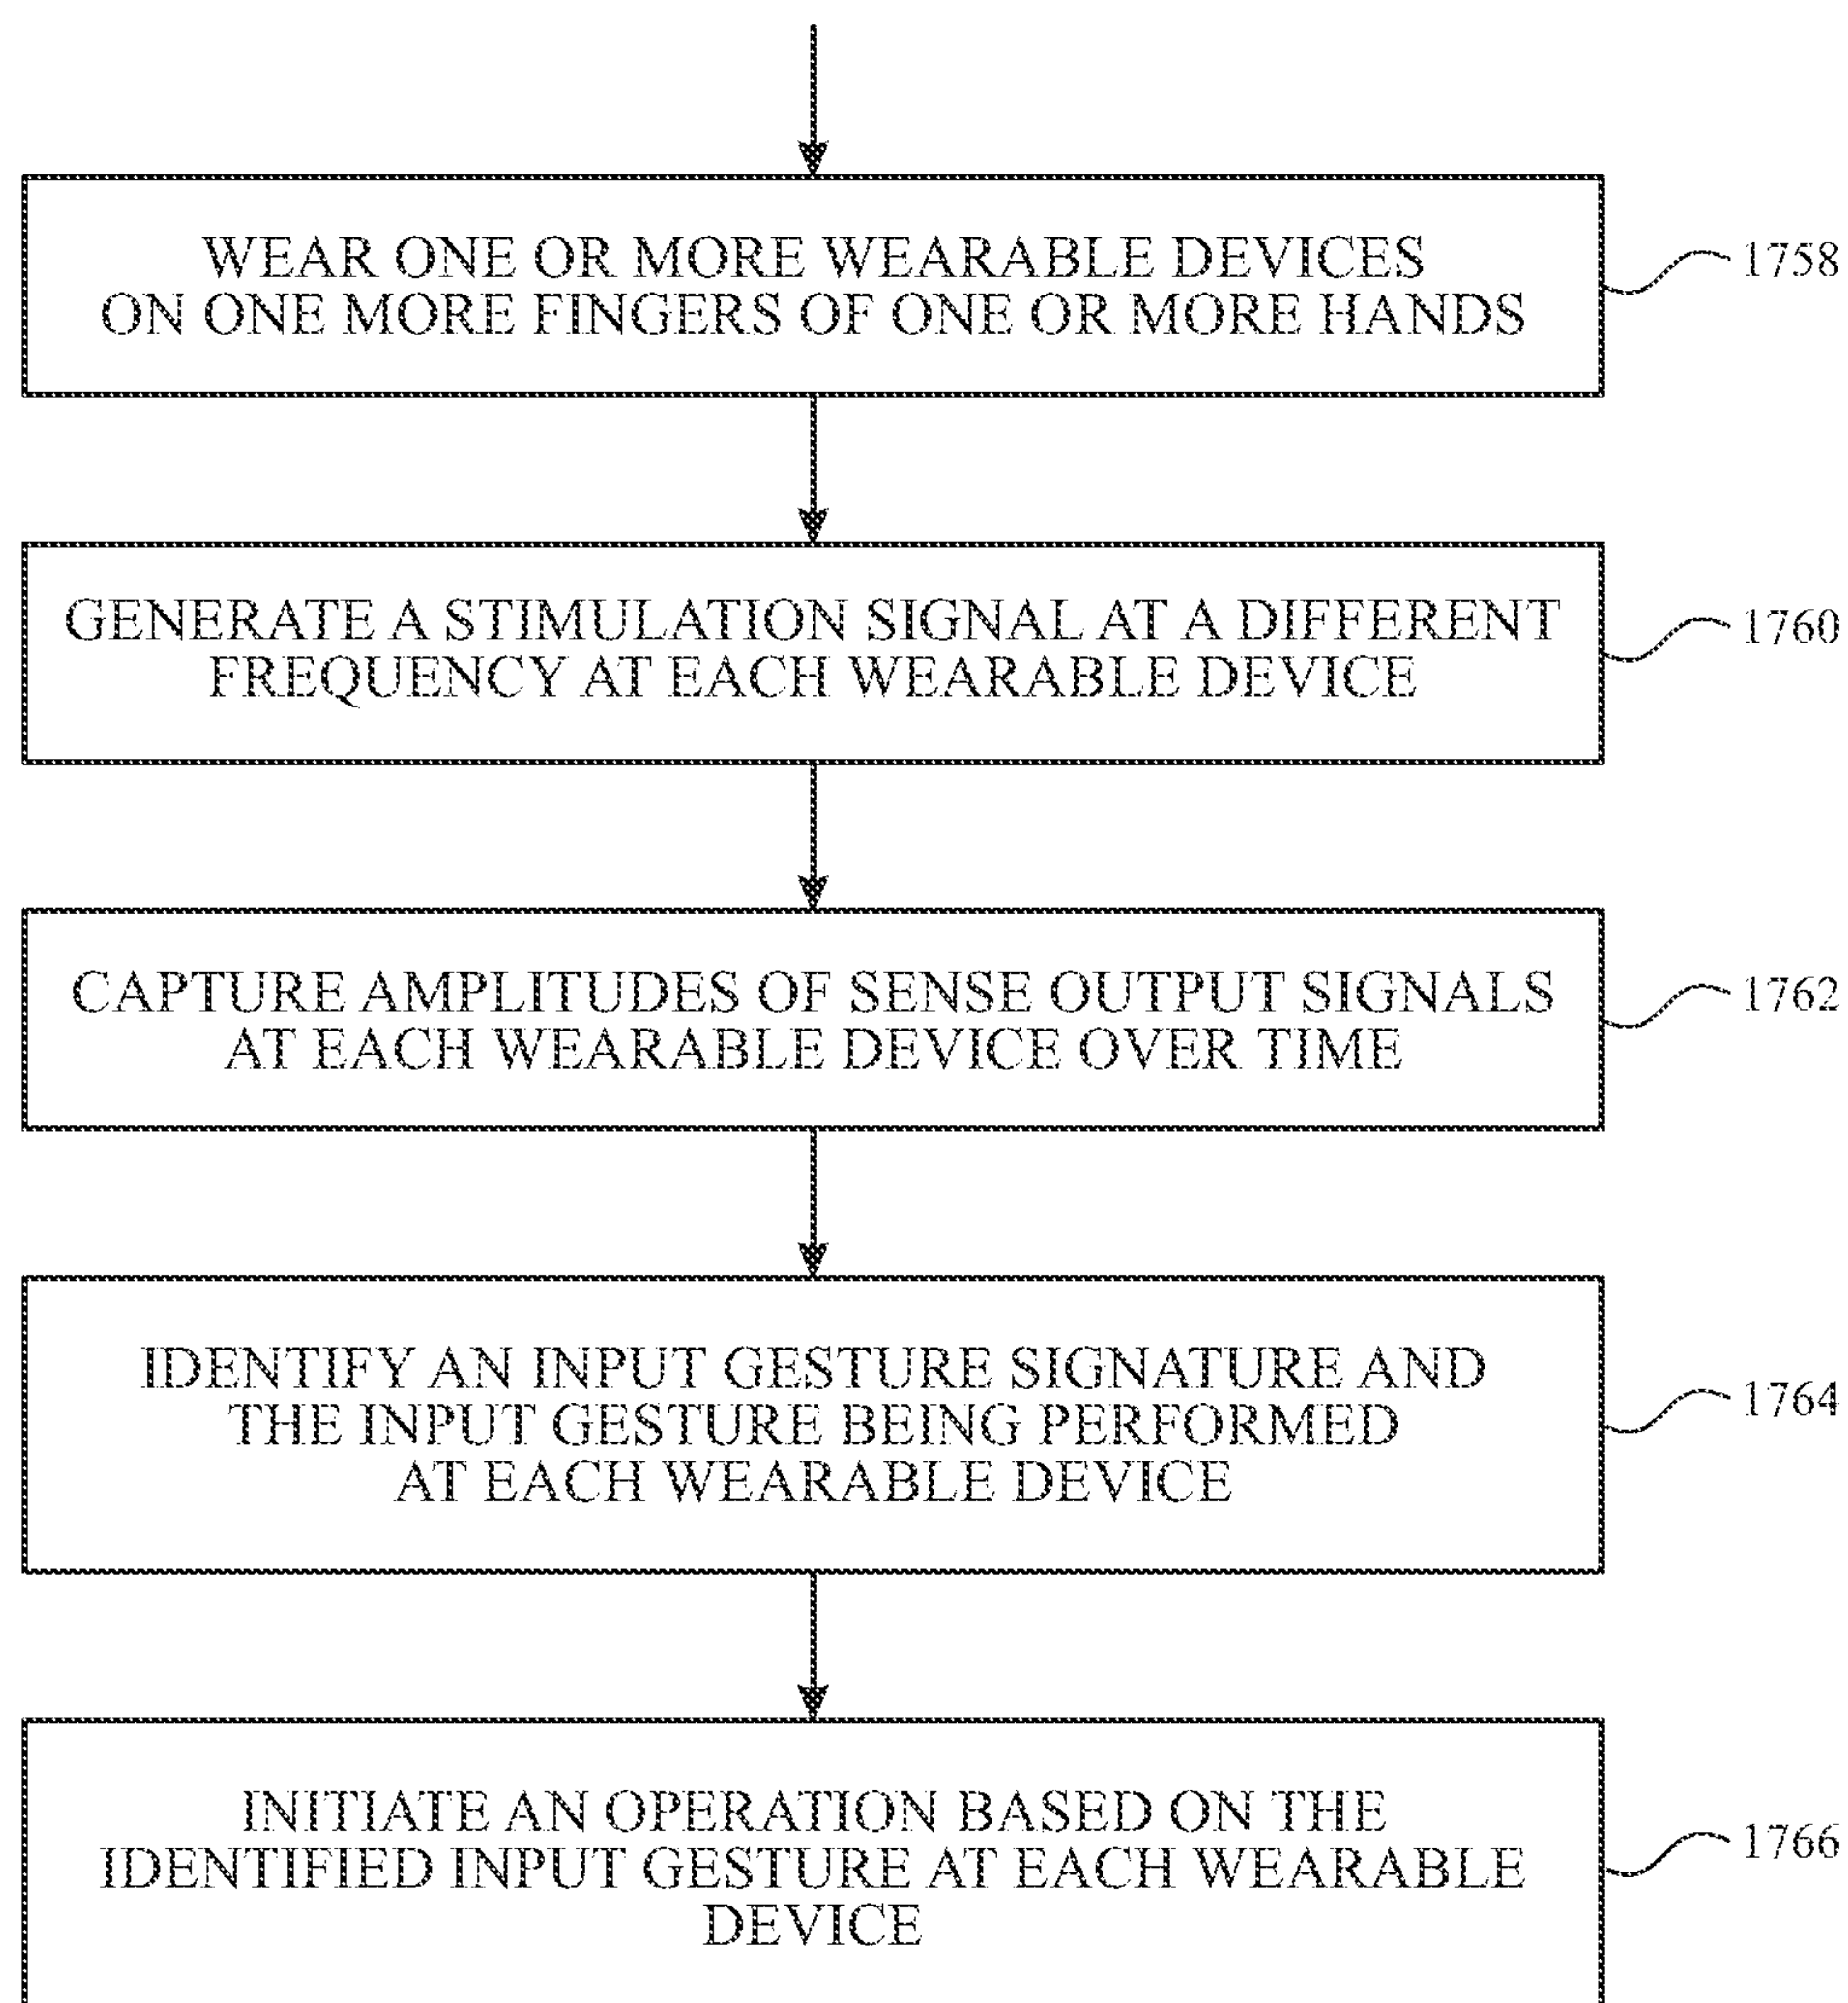 WEAR ONE OR MORE WEARABLE DEVICES
ON ONE MORE FINGERS OF ONE OR MORE HANDS
1758
GENERATE A STIMULATION SIGNAL AT A DIFFERENT
FREQUENCY AT EACH WEARABLE DEVICE
1760
CAPTURE AMPLITUDES OF SENSE OUTPUT SIGNALS
AT EACH WEARABLE DEVICE OVER TIME
1762
IDENTIFY AN INPUT GESTURE SIGNATURE AND
THE INPUT GESTURE BEING PERFORMED
AT EACH WEARABLE DEVICE
1764
INITIATE AN OPERATION BASED ON THE
IDENTIFIED INPUT GESTURE AT EACH WEARABLE
DEVICE
1766